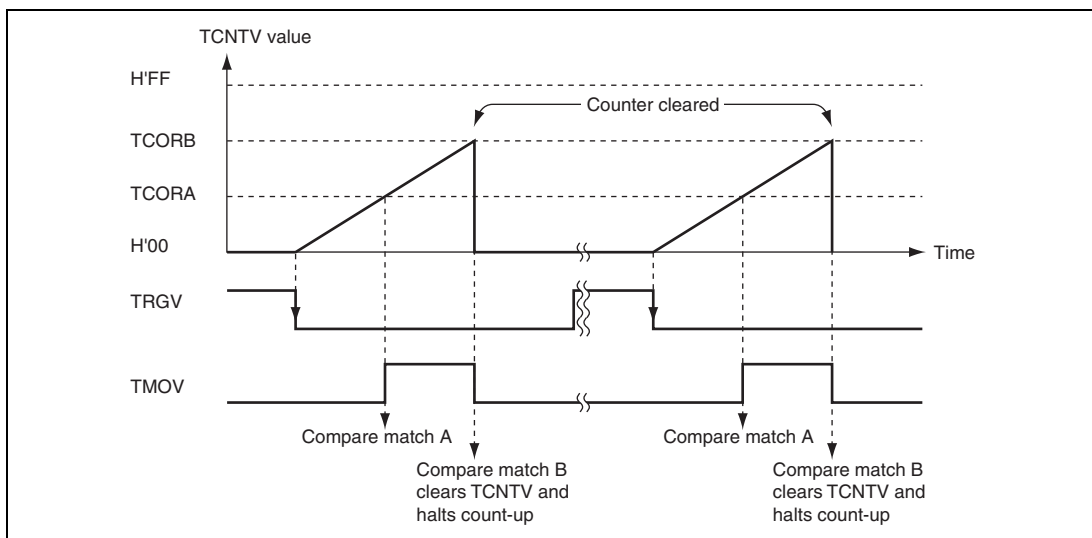 TCNTV value
H'FF
Counter cleared
TCORB
TCORA
H'00
Time
TRGV
TMOV
Compare match A
Compare match A
Compare match B
clears TCNTV and
halts count-up
Compare match B
clears TCNTV and
halts count-up